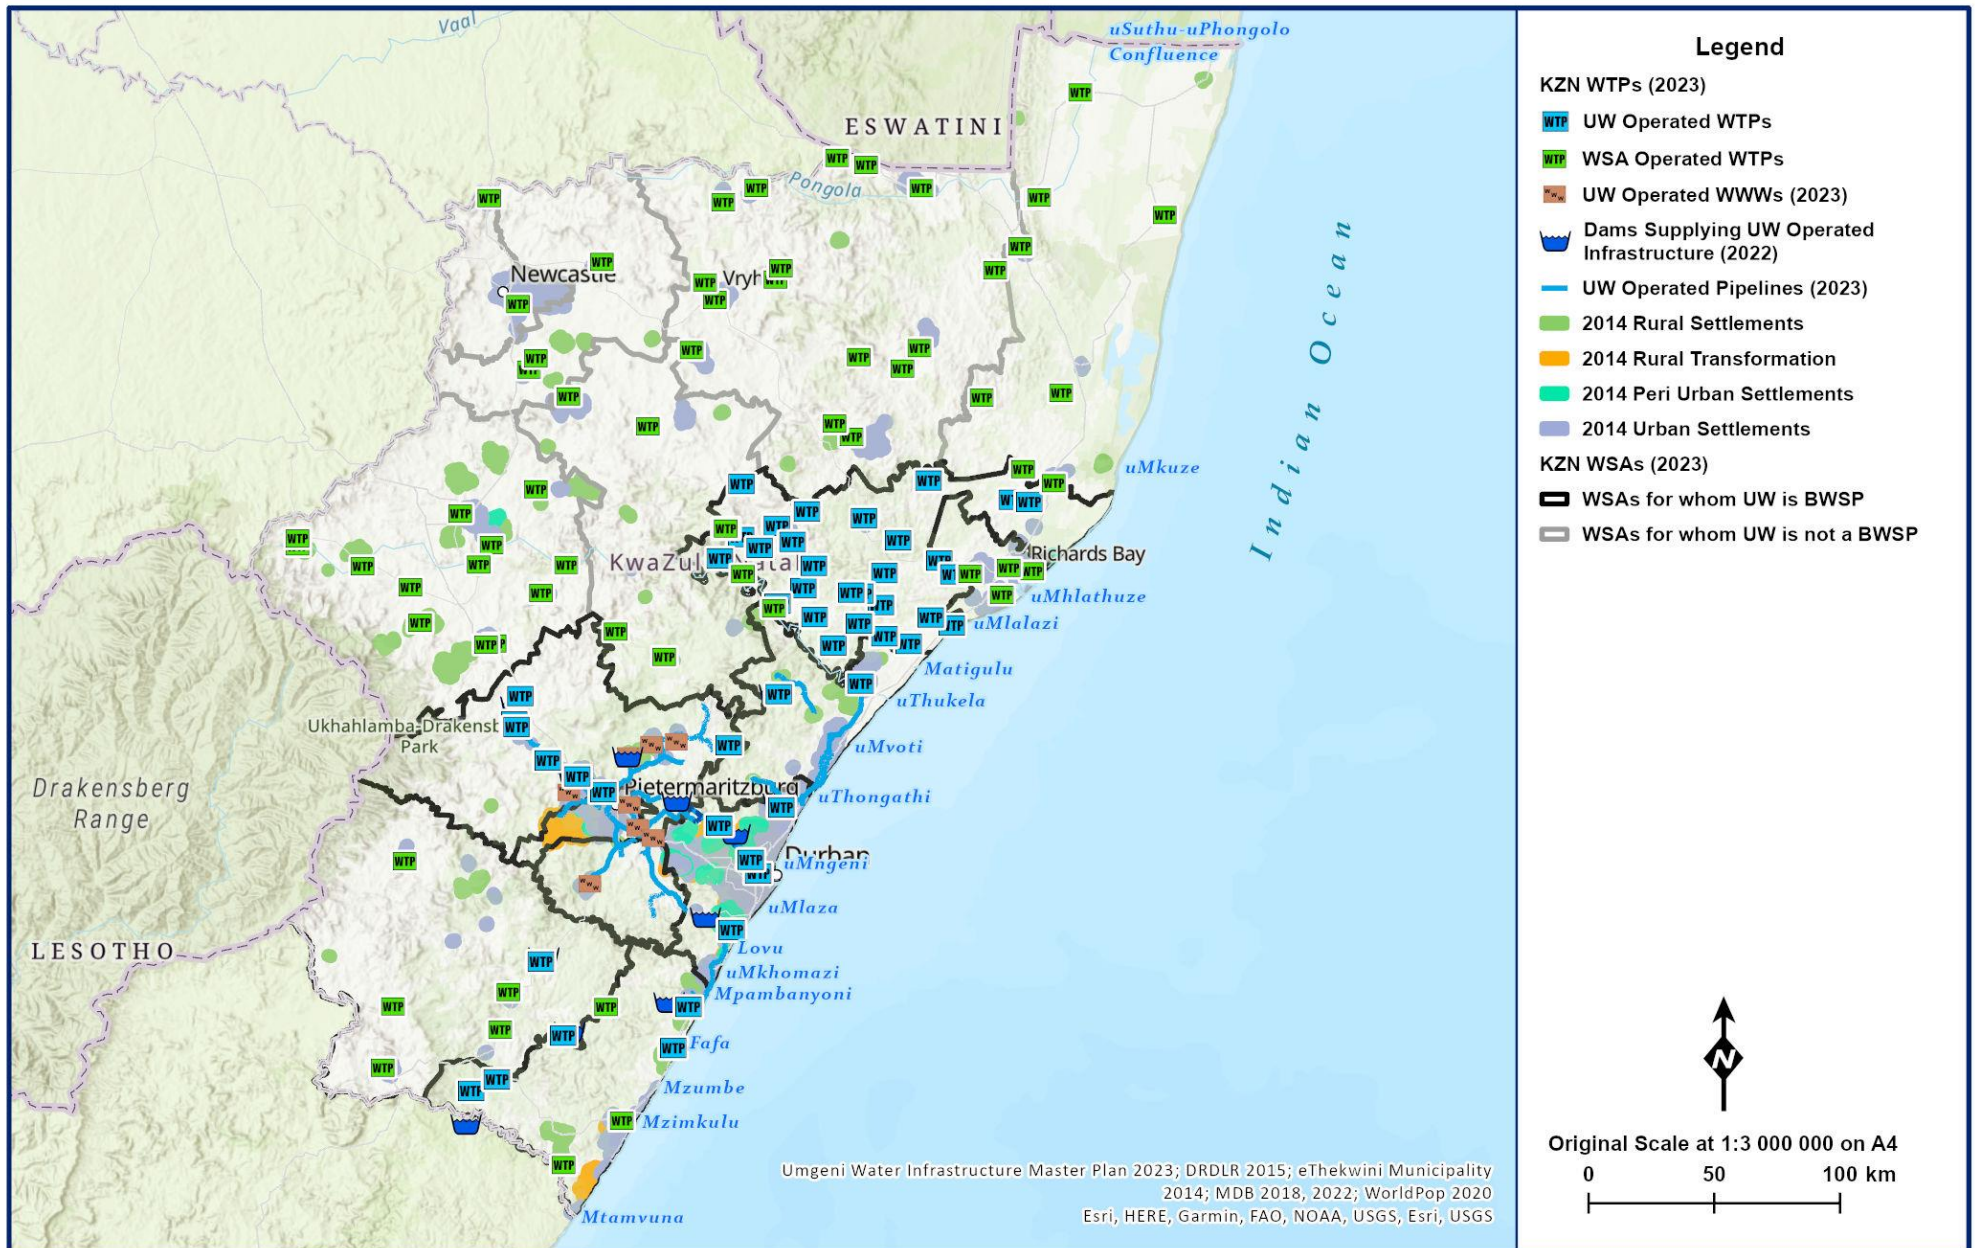 Vaal
uSuthu-uPhongolo
Confluence
ESWATINI
Pongola
Newcastle
Vryh
Indian Ocean
uMkuze
KwaZul
Richards Bay
uMhlathuze
uMlalazi
Matigulu
uThukela
Ukhahlamba-Drakensb
Park
uMvoti
Drakensberg
Range
Pietermaritzburg
uThongathi
Durban
uMngeni
uMlaza
LESOTHO
Lovu
uMkhomazi
Mpambanyoni
Fafa
Mzumbe
Mzimkulu
Mtamvuna
Umgeni Water Infrastructure Master Plan 2023; DRDLR 2015; eThekwini Municipality
2014; MDB 2018, 2022; WorldPop 2020
Esri, HERE, Garmin, FAO, NOAA, USGS, Esri, USGS
Legend
KZN WTPs (2023)
WTP UW Operated WTPs
WTP WSA Operated WTPs
www UW Operated WWWs (2023)
Dams Supplying UW Operated
Infrastructure (2022)
UW Operated Pipelines (2023)
2014 Rural Settlements
2014 Rural Transformation
2014 Peri Urban Settlements
2014 Urban Settlements
KZN WSAs (2023)
WSAs for whom UW is BWSP
WSAs for whom UW is not a BWSP
N
Original Scale at 1:3 000 000 on A4
0 50 100 km